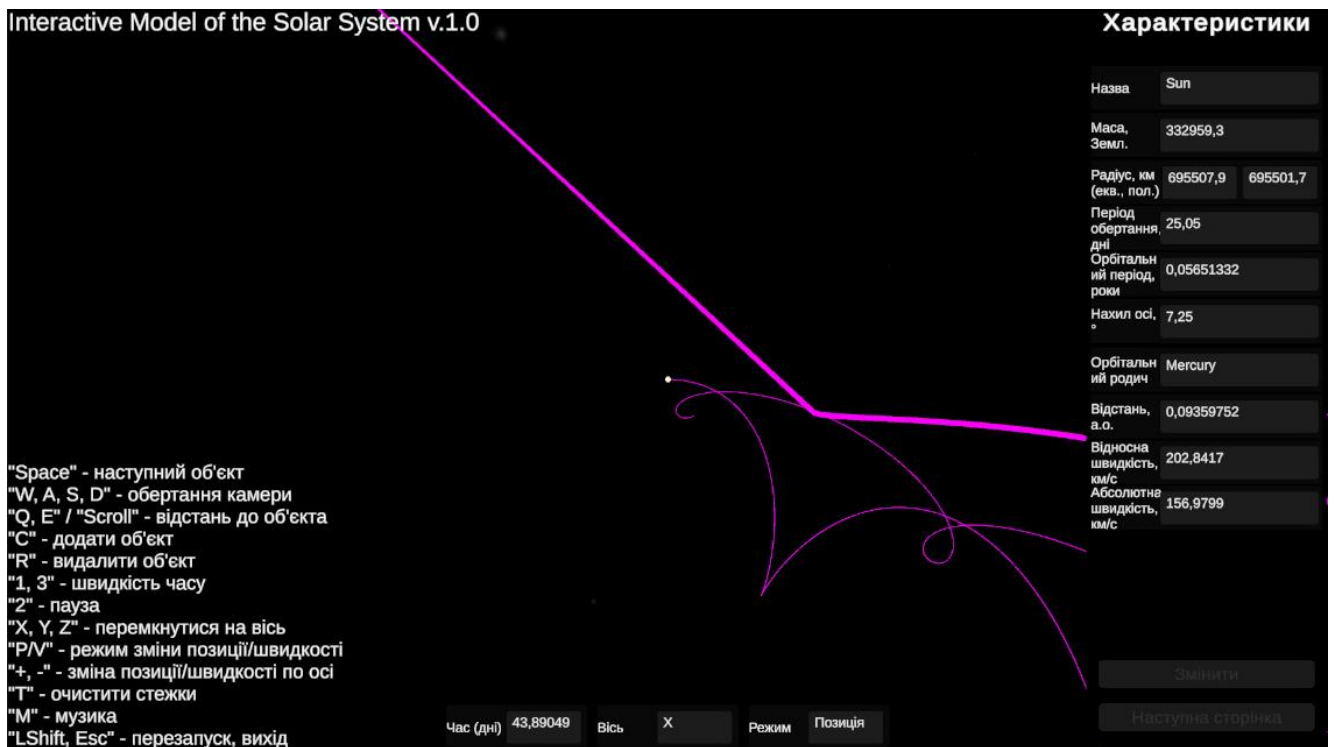 Interactive Model of the Solar System v.1.0
Характеристики
Назва
Sun
Маса,
Земл.
332959,3
Радіус, км
(екв., пол.)
695507,9
695501,7
Період
обертання,
дні
25,05
Орбітальн
ий період,
роки
0,05651332
Нахил осі,
°
7,25
Орбітальн
ий родич
Mercury
Відстань,
а.о.
0,09359752
Відносна
швидкість,
км/с
202,8417
Абсолютна
швидкість,
км/с
156,9799
"Space" - наступний об'єкт
"W, A, S, D" - обертання камери
"Q, E" / "Scroll" - відстань до об'єкта
"C" - додати об'єкт
"R" - видалити об'єкт
"1, 3" - швидкість часу
"2" - пауза
"X, Y, Z" - перемкнутися на вісь
"P/V" - режим зміни позиції/швидкості
"+, -" - зміна позиції/швидкості по осі
"T" - очистити стежки
"M" - музика
"LShift, Esc" - перезапуск, вихід
Час (дні)
43,89049
Вісь
X
Режим
Позиція
Змінити
Наступна сторінка